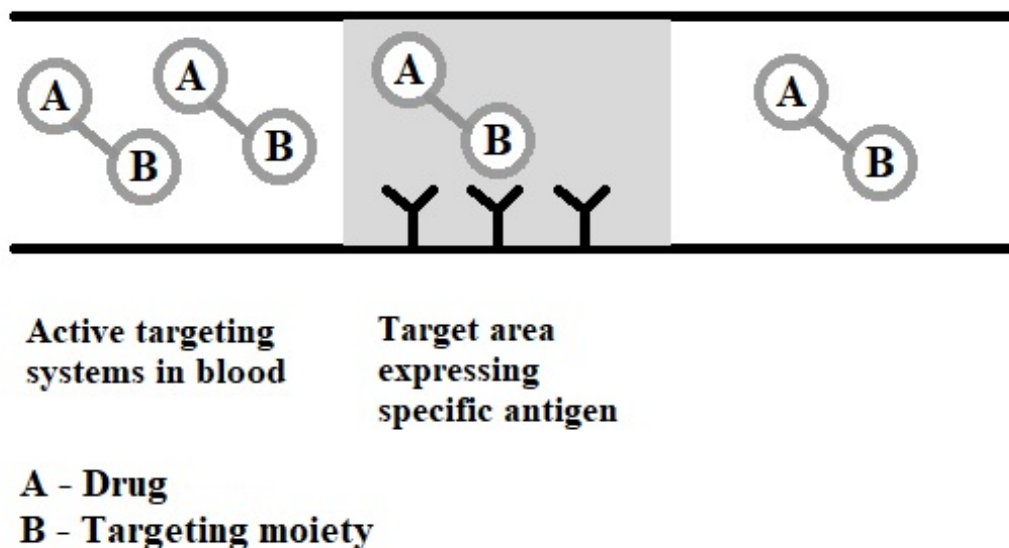 A
B
A
B
A
B
A
B
Active targeting
systems in blood
Target area
expressing
specific antigen
A - Drug
B - Targeting moiety